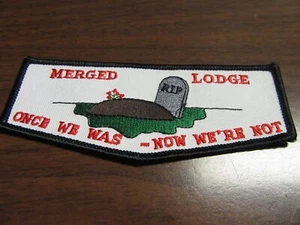 MERGED LODGE
RIP
ONCE WE WAS - NOW WE'RE NOT